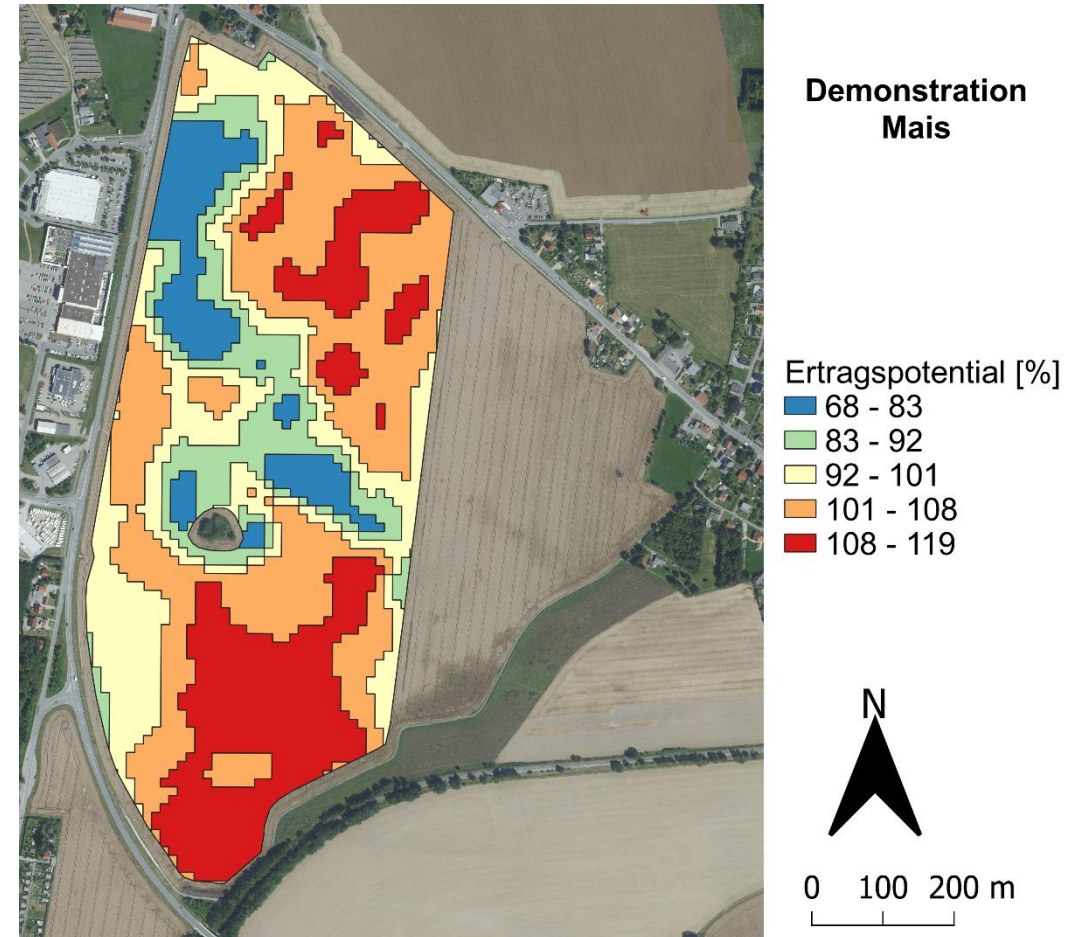 Demonstration
Mais
Ertragspotential [%]
68 - 83
83 - 92
92 - 101
101 - 108
108 - 119
N
0 100 200 m